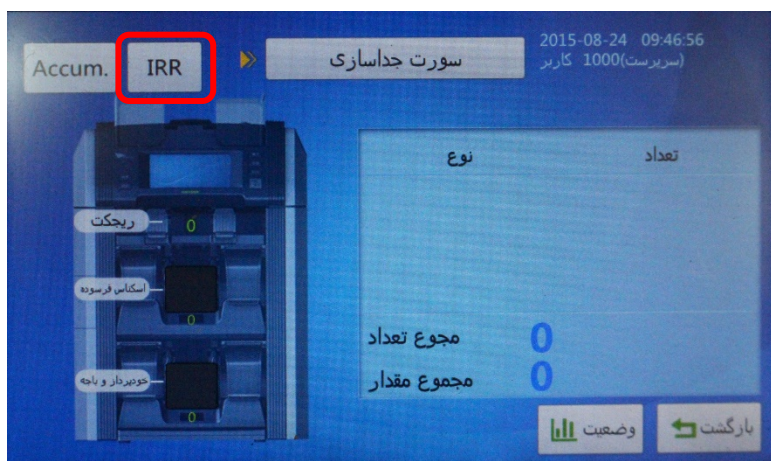 Accum.
IRR
سورت جداسازی
2015-08-24 09:46:56
کاربر 1000(سرپرست)
نوع
تعداد
ریجکت
0
اسکناس فرسوده
0
خودپرداز و باجه
0
مجوع تعداد
0
مجموع مقدار
0
وضعیت
بازگشت